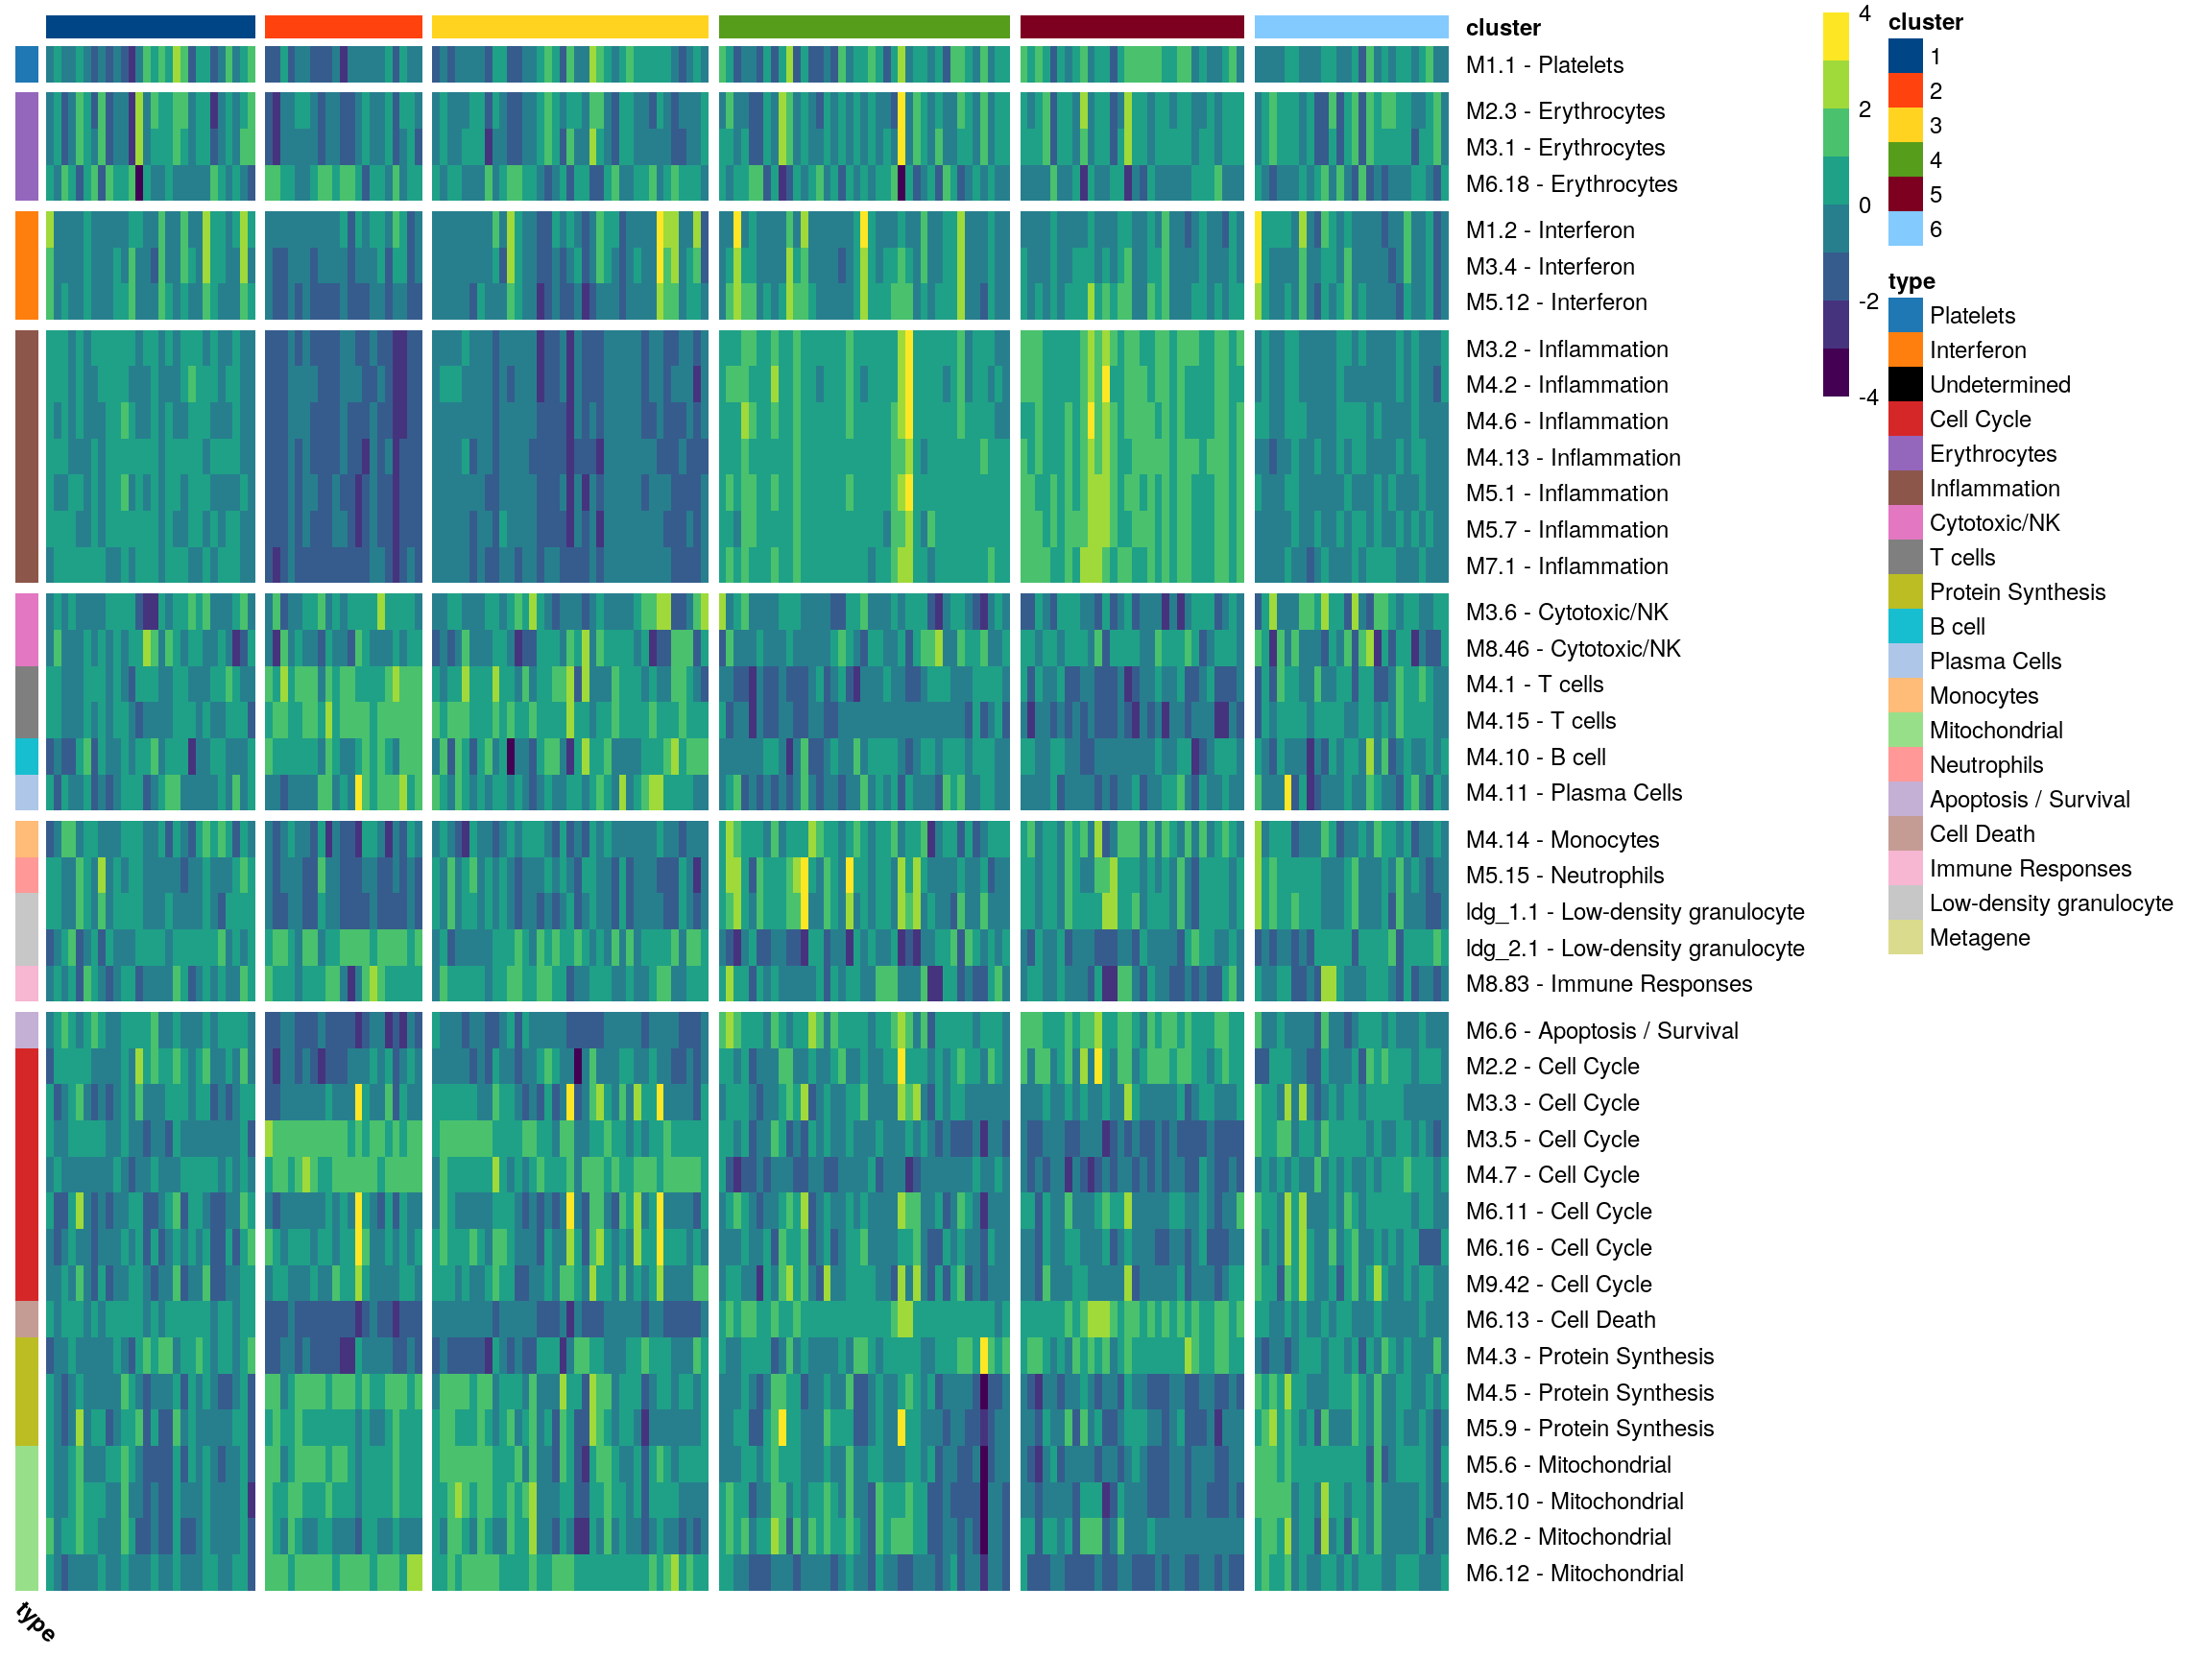 cluster
M1.1 - Platelets
M2.3 - Erythrocytes
M3.1 - Erythrocytes
M6.18 - Erythrocytes
M1.2 - Interferon
M3.4 - Interferon
M5.12 - Interferon
M3.2 - Inflammation
M4.2 - Inflammation
M4.6 - Inflammation
M4.13 - Inflammation
M5.1 - Inflammation
M5.7 - Inflammation
M7.1 - Inflammation
M3.6 - Cytotoxic/NK
M8.46 - Cytotoxic/NK
M4.1 - T cells
M4.15 - T cells
M4.10 - B cell
M4.11 - Plasma Cells
M4.14 - Monocytes
M5.15 - Neutrophils
ldg_1.1 - Low-density granulocyte
ldg_2.1 - Low-density granulocyte
M8.83 - Immune Responses
M6.6 - Apoptosis / Survival
M2.2 - Cell Cycle
M3.3 - Cell Cycle
M3.5 - Cell Cycle
M4.7 - Cell Cycle
M6.11 - Cell Cycle
M6.16 - Cell Cycle
M9.42 - Cell Cycle
M6.13 - Cell Death
M4.3 - Protein Synthesis
M4.5 - Protein Synthesis
M5.9 - Protein Synthesis
M5.6 - Mitochondrial
M5.10 - Mitochondrial
M6.2 - Mitochondrial
M6.12 - Mitochondrial
type
4
2
0
-2
-4
cluster
1
2
3
4
5
6
type
Platelets
Interferon
Undetermined
Cell Cycle
Erythrocytes
Inflammation
Cytotoxic/NK
T cells
Protein Synthesis
B cell
Plasma Cells
Monocytes
Mitochondrial
Neutrophils
Apoptosis / Survival
Cell Death
Immune Responses
Low-density granulocyte
Metagene